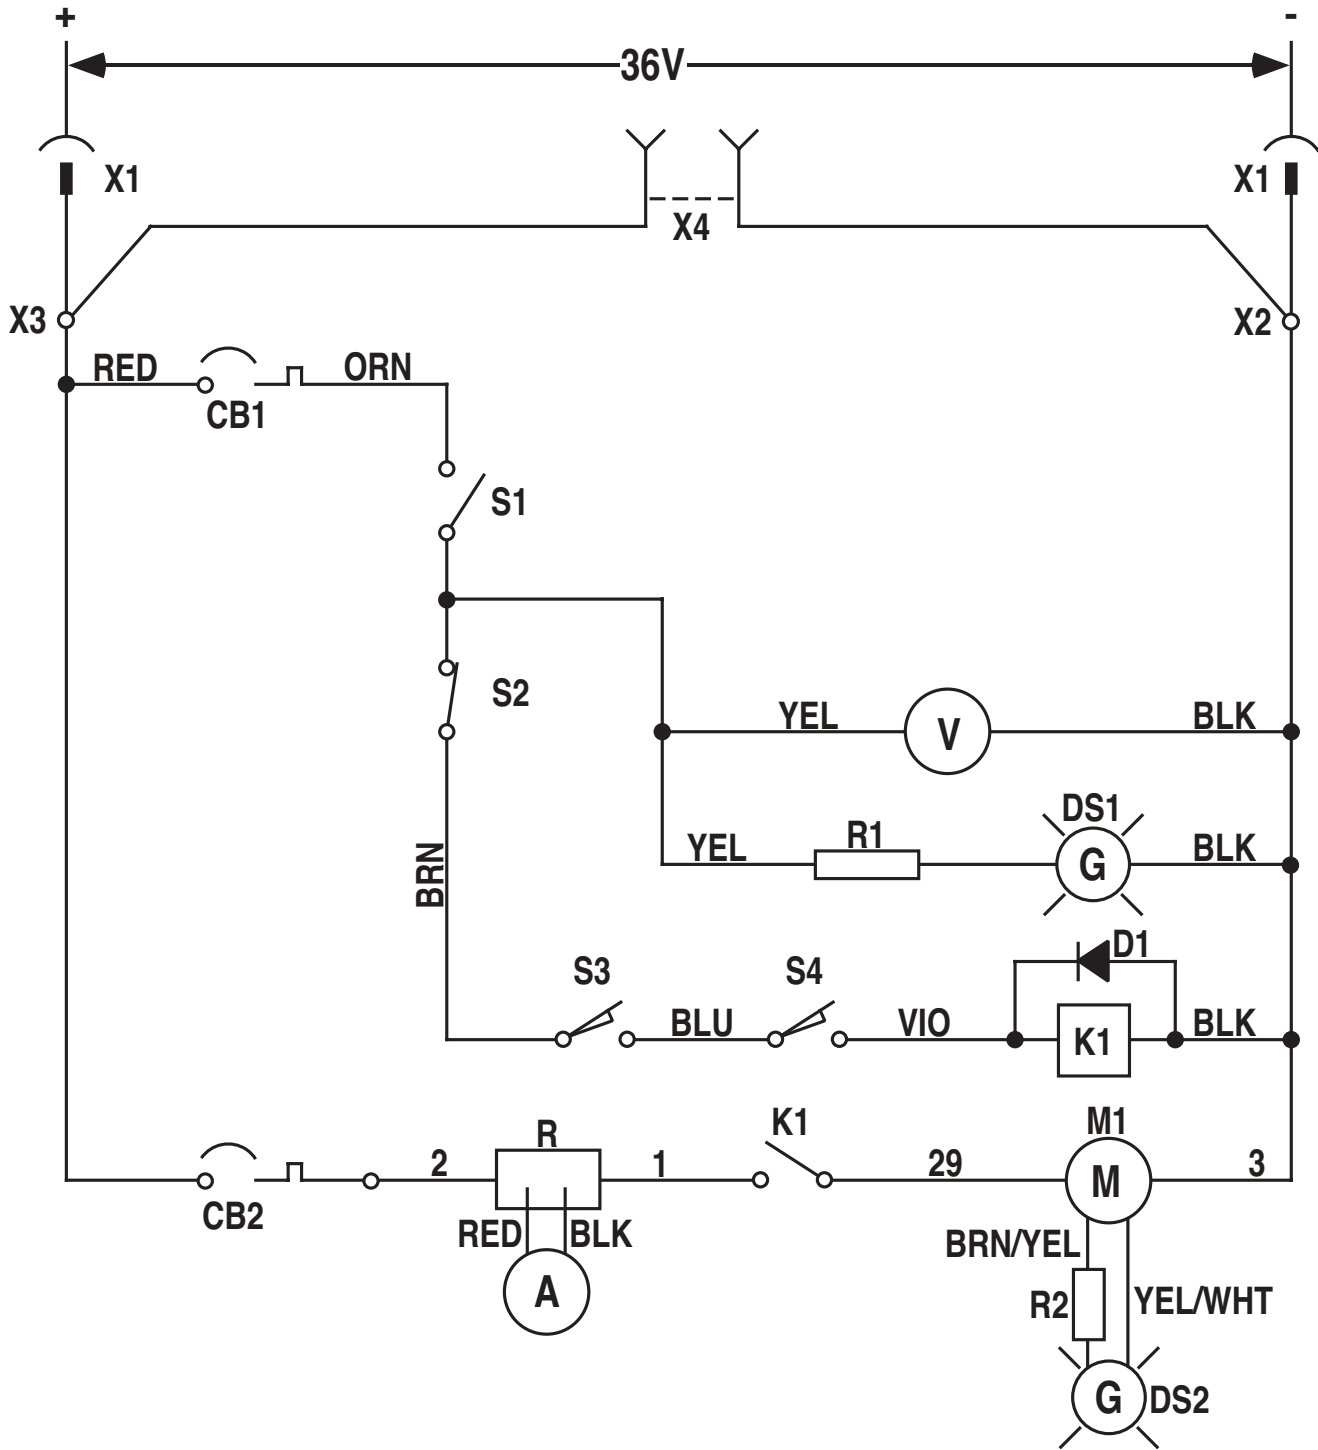 + -
36V
X1 X1
X4
X3 X2
RED ORN
CB1
S1
S2
YEL V BLK
DS1
YEL R1 G BLK
BRN
D1
S3 S4
BLU VIO K1 BLK
R K1 M1
2 1 29 M 3
CB2
RED BLK
BRN/YEL
A R2 YEL/WHT
G DS2